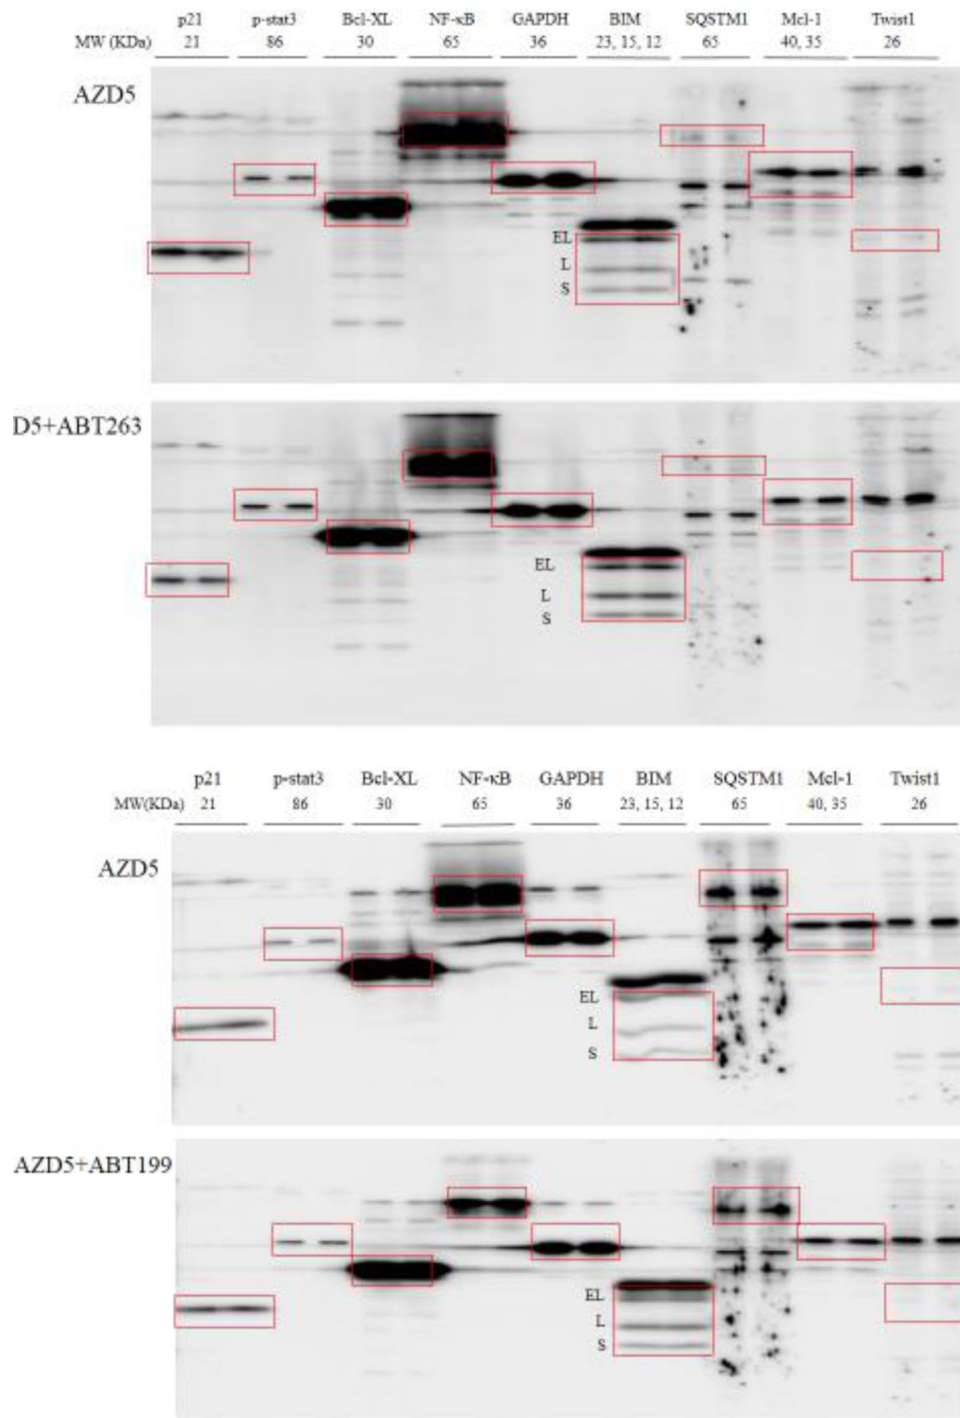 p21 p-stat3 Bcl-XL NF-κB GAPDH BIM SQSTM1 Mcl-1 Twist1
MW (KDa) 21 86 30 65 36 23, 15, 12 65 40, 35 26
AZD5
EL
L
S
D5+ABT263
EL
L
S
p21 p-stat3 Bcl-XL NF-κB GAPDH BIM SQSTM1 Mcl-1 Twist1
MW(KDa) 21 86 30 65 36 23, 15, 12 65 40, 35 26
AZD5
EL
L
S
AZD5+ABT199
EL
L
S